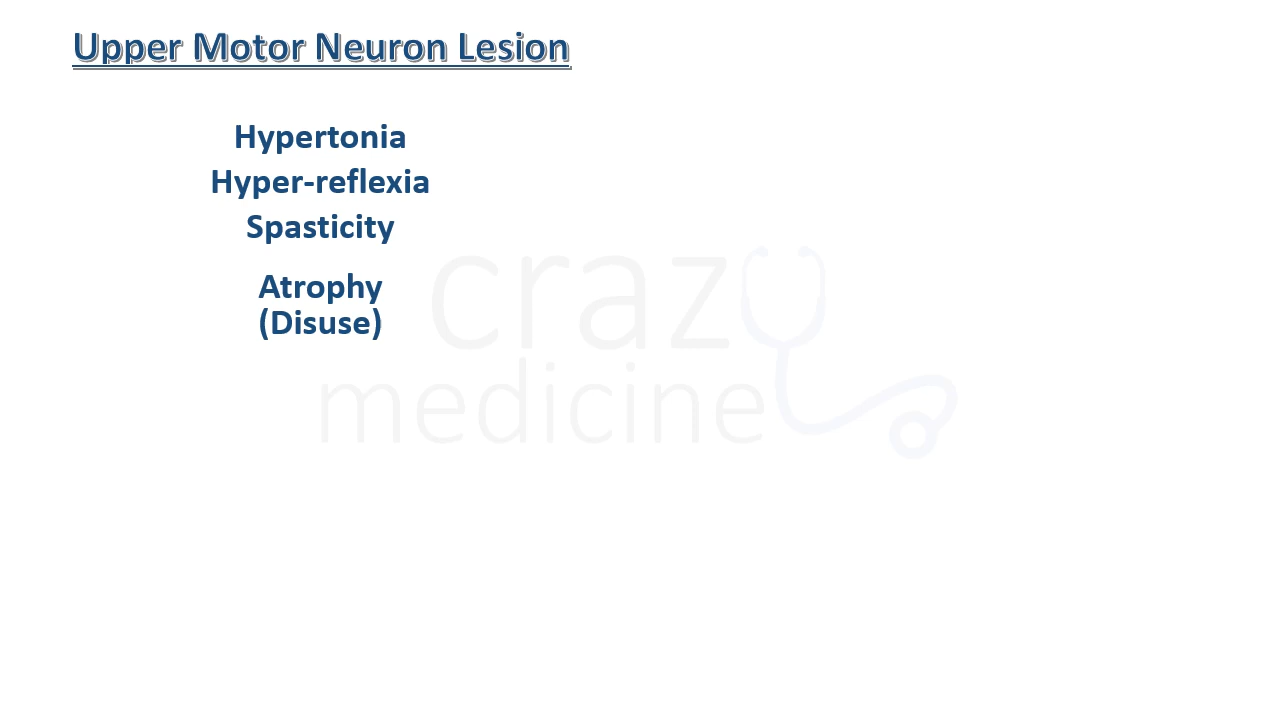 Upper Motor Neuron Lesion
Hypertonia
Hyper-reflexia
Spasticity
Atrophy
(Disuse)
crazy
medicine